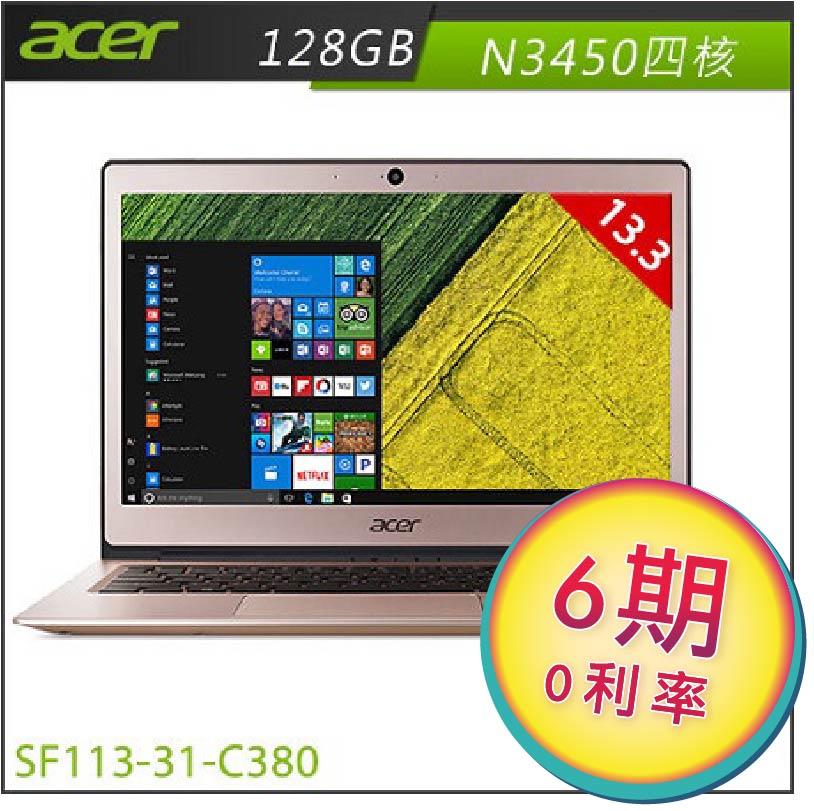 acer
128GB
N3450四核
13.3
acer
NETFLIX
6期
0利率
SF113-31-C380